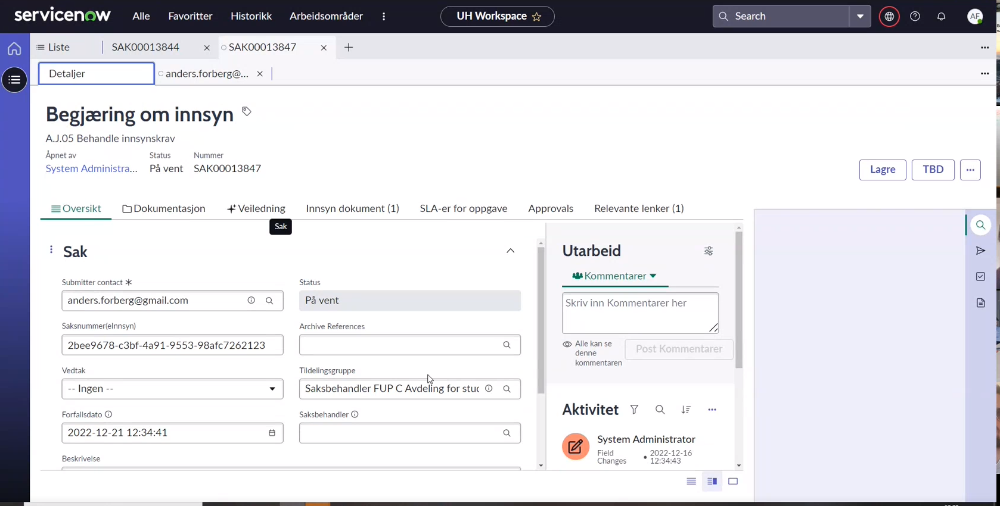 servicenow Alle Favoritter Historikk Arbeidsområder UH Workspace Search AF
Liste SAK00013844 SAK00013847
Detaljer anders.forberg@...
Begjæring om innsyn
A.J.05 Behandle innsynskrav
Åpnet av Status Nummer
System Administra... På vent SAK00013847
Lagre TBD
Oversikt Dokumentasjon Veiledning Innsyn dokument (1) SLA-er for oppgave Approvals Relevante lenker (1)
Sak
Sak
Submitter contact
anders.forberg@gmail.com
Status
På vent
Saksnummer(eInnsyn)
2bee9678-c3bf-4a91-9553-98afc7262123
Archive References
Vedtak
-- Ingen --
Tildelingsgruppe
Saksbehandler FUP C Avdeling for stud
Forfallsdato
2022-12-21 12:34:41
Saksbehandler
Beskrivelse
Utarbeid
Kommentarer
Skriv inn Kommentarer her
Alle kan se
denne
kommentaren
Post Kommentarer
Aktivitet
System Administrator
Field
Changes
• 2022-12-16
12:34:43